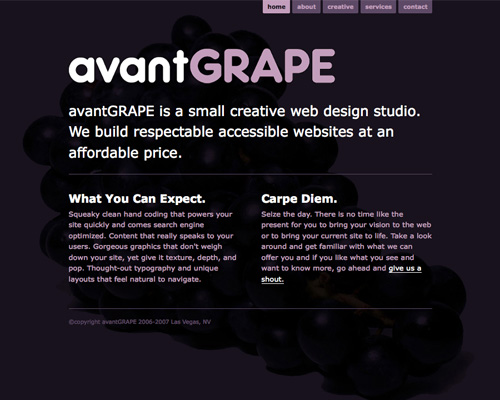 home about creative services contact
avantGRAPE
avantGRAPE is a small creative web design studio.
We build respectable accessible websites at an
affordable price.
What You Can Expect.
Squeaky clean hand coding that powers your
site quickly and comes search engine
optimized. Content that really speaks to your
users. Gorgeous graphics that don't weigh
down your site, yet give it texture, depth, and
pop. Thought-out typography and unique
layouts that feel natural to navigate.
Carpe Diem.
Seize the day. There is no time like the
present for you to bring your vision to the web
or to bring your current site to life. Take a look
around and get familiar with what we can
offer you and if you like what you see and
want to know more, go ahead and give us a
shout.
©copyright avantGRAPE 2006-2007 Las Vegas, NV